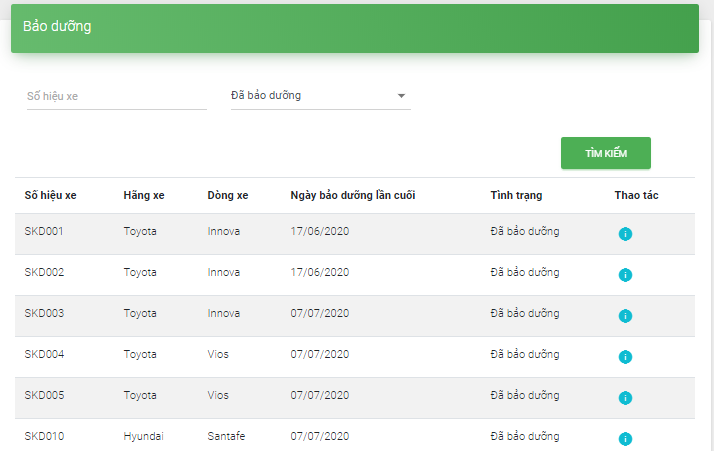 Bảo dưỡng
Số hiệu xe Đã bảo dưỡng
TÌM KIẾM
Số hiệu xe Hãng xe Dòng xe Ngày bảo dưỡng lần cuối Tình trạng Thao tác
SKD001 Toyota Innova 17/06/2020 Đã bảo dưỡng
SKD002 Toyota Innova 17/06/2020 Đã bảo dưỡng
SKD003 Toyota Innova 07/07/2020 Đã bảo dưỡng
SKD004 Toyota Vios 07/07/2020 Đã bảo dưỡng
SKD005 Toyota Vios 07/07/2020 Đã bảo dưỡng
SKD010 Hyundai Santafe 07/07/2020 Đã bảo dưỡng